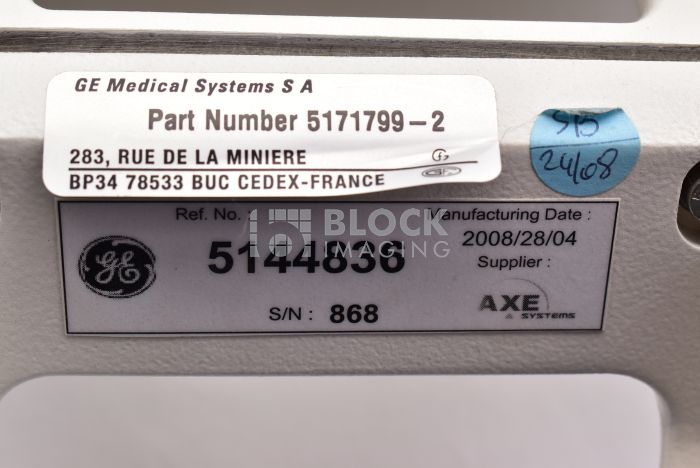 GE Medical Systems S A
Part Number 5171799-2
283, RUE DE LA MINIERE
BP34 78533 BUC CEDEX-FRANCE
24/08
Ref. No. :
Manufacturing Date :
BLOCK
IMAGING
5144836
2008/28/04
Supplier :
GE
S/N : 868
AXE
SYSTEMS